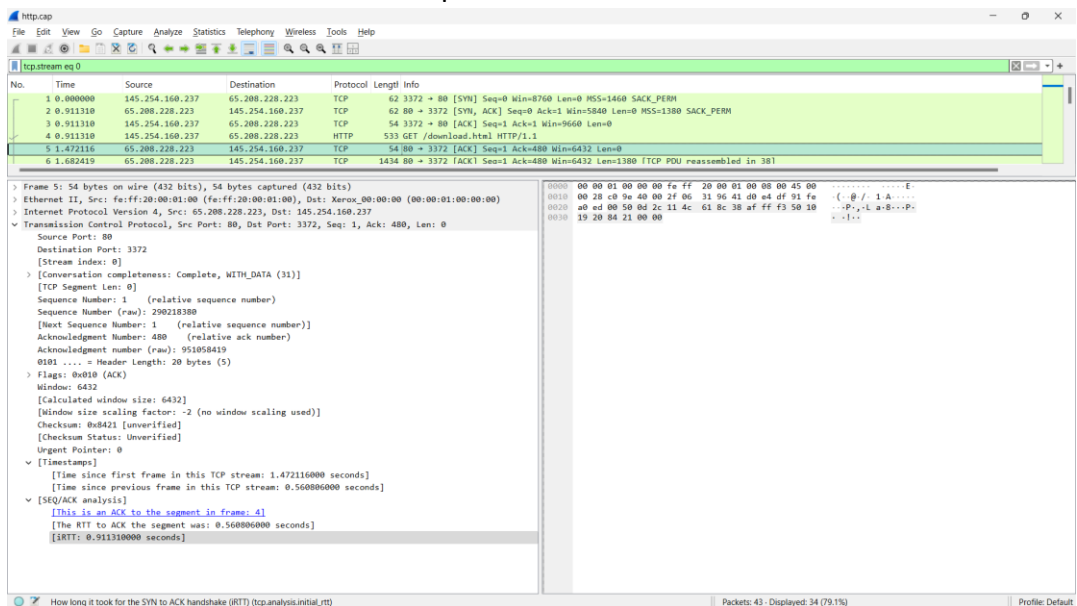 http.cap
File Edit View Go Capture Analyze Statistics Telephony Wireless Tools Help
tcp.stream eq 0
No. Time Source Destination Protocol Lengtl Info
1 0.000000 145.254.160.237 65.208.228.223 TCP 62 3372 → 80 [SYN] Seq=0 Win=8760 Len=0 MSS=1460 SACK_PERM
2 0.911310 65.208.228.223 145.254.160.237 TCP 62 80 → 3372 [SYN, ACK] Seq=0 Ack=1 Win=5840 Len=0 MSS=1380 SACK_PERM
3 0.911310 145.254.160.237 65.208.228.223 TCP 54 3372 → 80 [ACK] Seq=1 Ack=1 Win=9660 Len=0
4 0.911310 145.254.160.237 65.208.228.223 HTTP 533 GET /download.html HTTP/1.1
5 1.472116 65.208.228.223 145.254.160.237 TCP 54 80 → 3372 [ACK] Seq=1 Ack=480 Win=6432 Len=0
6 1.682419 65.208.228.223 145.254.160.237 TCP 1434 80 → 3372 [ACK] Seq=1 Ack=480 Win=6432 Len=1380 [TCP PDU reassembled in 38]
Frame 5: 54 bytes on wire (432 bits), 54 bytes captured (432 bits)
Ethernet II, Src: fe:ff:20:00:01:00 (fe:ff:20:00:01:00), Dst: Xerox_00:00:00 (00:00:01:00:00:00)
Internet Protocol Version 4, Src: 65.208.228.223, Dst: 145.254.160.237
Transmission Control Protocol, Src Port: 80, Dst Port: 3372, Seq: 1, Ack: 480, Len: 0
Source Port: 80
Destination Port: 3372
[Stream index: 0]
[Conversation completeness: Complete, WITH_DATA (31)]
[TCP Segment Len: 0]
Sequence Number: 1 (relative sequence number)
Sequence Number (raw): 290218380
[Next Sequence Number: 1 (relative sequence number)]
Acknowledgment Number: 480 (relative ack number)
Acknowledgment number (raw): 951058419
0101 .... = Header Length: 20 bytes (5)
Flags: 0x010 (ACK)
Window: 6432
[Calculated window size: 6432]
[Window size scaling factor: -2 (no window scaling used)]
Checksum: 0x8421 [unverified]
[Checksum Status: Unverified]
Urgent Pointer: 0
[Timestamps]
[Time since first frame in this TCP stream: 1.472116000 seconds]
[Time since previous frame in this TCP stream: 0.560806000 seconds]
[SEQ/ACK analysis]
[This is an ACK to the segment in frame: 4]
[The RTT to ACK the segment was: 0.560806000 seconds]
[iRTT: 0.911310000 seconds]
0000 00 00 01 00 00 00 fe ff 20 00 01 00 08 00 45 00 ········ ·····E·
0010 00 28 c0 9e 40 00 2f 06 31 96 41 d0 e4 df 91 fe ·(··@·/· 1·A·····
0020 a0 ed 00 50 0d 2c 11 4c 61 8c 38 af ff f3 50 10 ···P·,·L a·8···P·
0030 19 20 84 21 00 00 · ·!··
How long it took for the SYN to ACK handshake (iRTT) (tcp.analysis.initial_rtt)
Packets: 43 · Displayed: 34 (79.1%)
Profile: Default